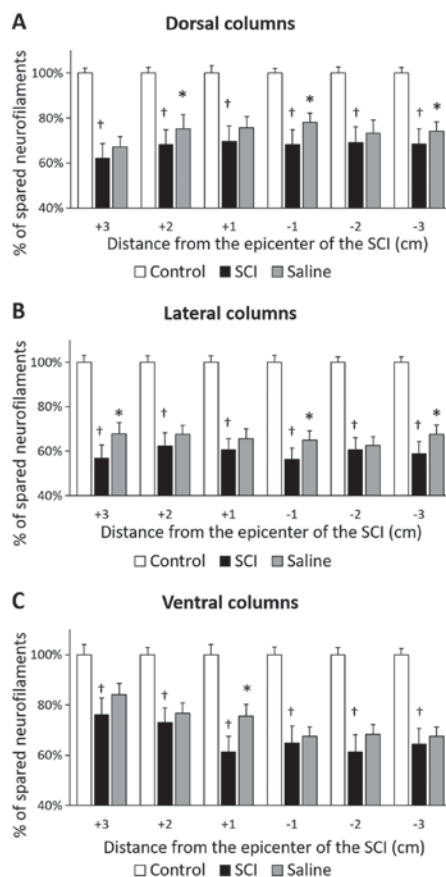 A
Dorsal columns
% of spared neurofilaments
100%
80%
60%
40%
† † * † † * † † *
+3 +2 +1 -1 -2 -3
Distance from the epicenter of the SCI (cm)
Control SCI Saline
B
Lateral columns
% of spared neurofilaments
100%
80%
60%
40%
† * † † † * † † *
+3 +2 +1 -1 -2 -3
Distance from the epicenter of the SCI (cm)
Control SCI Saline
C
Ventral columns
% of spared neurofilaments
100%
80%
60%
40%
† † † * † † †
+3 +2 +1 -1 -2 -3
Distance from the epicenter of the SCI (cm)
Control SCI Saline